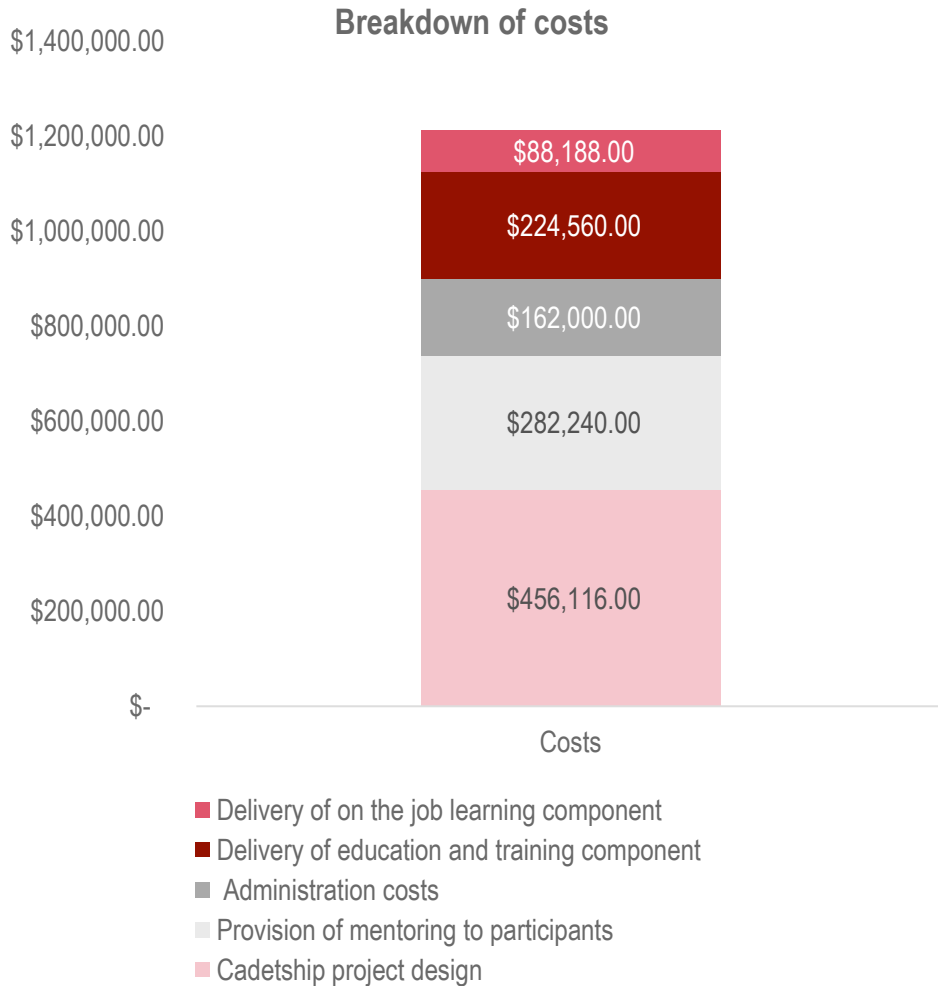 Breakdown of costs
$1,400,000.00
$1,200,000.00
$1,000,000.00
$800,000.00
$600,000.00
$400,000.00
$200,000.00
$-
$88,188.00
$224,560.00
$162,000.00
$282,240.00
$456,116.00
Costs
Delivery of on the job learning component
Delivery of education and training component
Administration costs
Provision of mentoring to participants
Cadetship project design